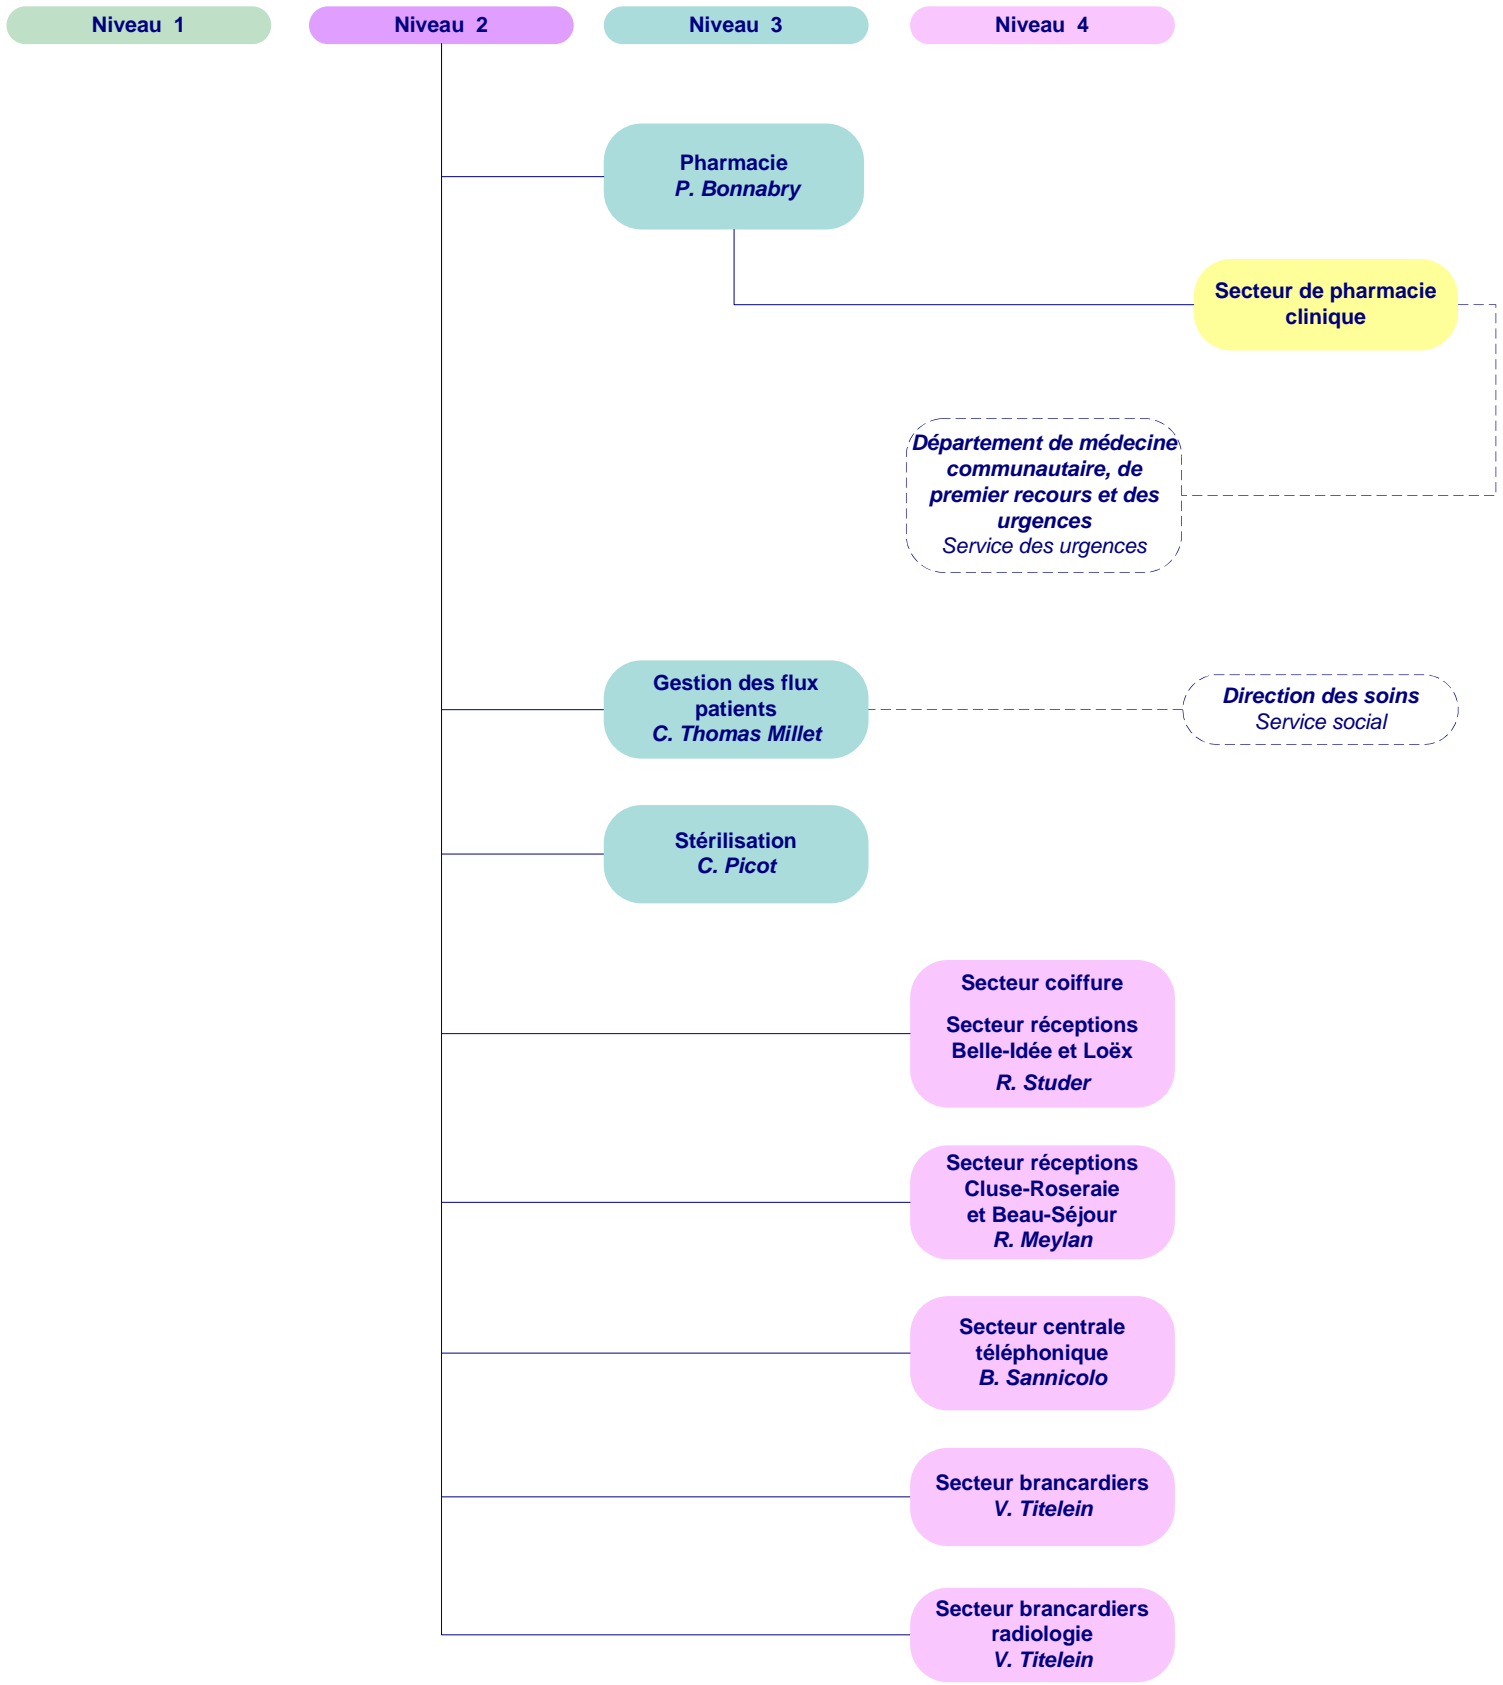 Niveau 1
Niveau 2
Niveau 3
Niveau 4
Pharmacie
P. Bonnabry
Secteur de pharmacie
clinique
Département de médecine
communautaire, de
premier recours et des
urgences
Service des urgences
Gestion des flux
patients
C. Thomas Millet
Direction des soins
Service social
Stérilisation
C. Picot
Secteur coiffure
Secteur réceptions
Belle-Idée et Loëx
R. Studer
Secteur réceptions
Cluse-Roseraie
et Beau-Séjour
R. Meylan
Secteur centrale
téléphonique
B. Sannicolo
Secteur brancardiers
V. Titelein
Secteur brancardiers
radiologie
V. Titelein